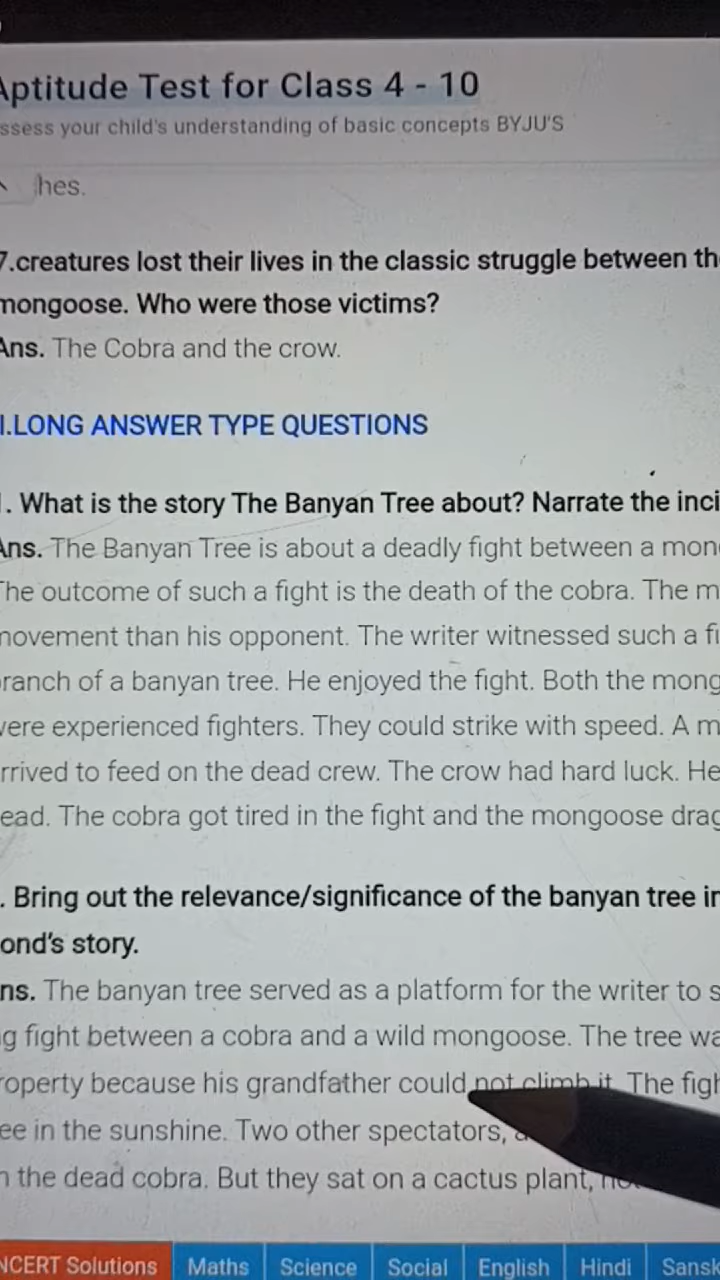 Aptitude Test for Class 4 - 10
ssess your child's understanding of basic concepts BYJU'S
hes.
7.creatures lost their lives in the classic struggle between th
mongoose. Who were those victims?
Ans. The Cobra and the crow.
I.LONG ANSWER TYPE QUESTIONS
. What is the story The Banyan Tree about? Narrate the inci
Ans. The Banyan Tree is about a deadly fight between a mon
The outcome of such a fight is the death of the cobra. The m
movement than his opponent. The writer witnessed such a fi
ranch of a banyan tree. He enjoyed the fight. Both the mong
were experienced fighters. They could strike with speed. A m
rrived to feed on the dead crew. The crow had hard luck. He
ead. The cobra got tired in the fight and the mongoose drag
. Bring out the relevance/significance of the banyan tree in
ond's story.
ns. The banyan tree served as a platform for the writer to s
g fight between a cobra and a wild mongoose. The tree wa
roperty because his grandfather could not climb it. The figh
ee in the sunshine. Two other spectators, a
n the dead cobra. But they sat on a cactus plant,
NCERT Solutions Maths Science Social English Hindi Sansk